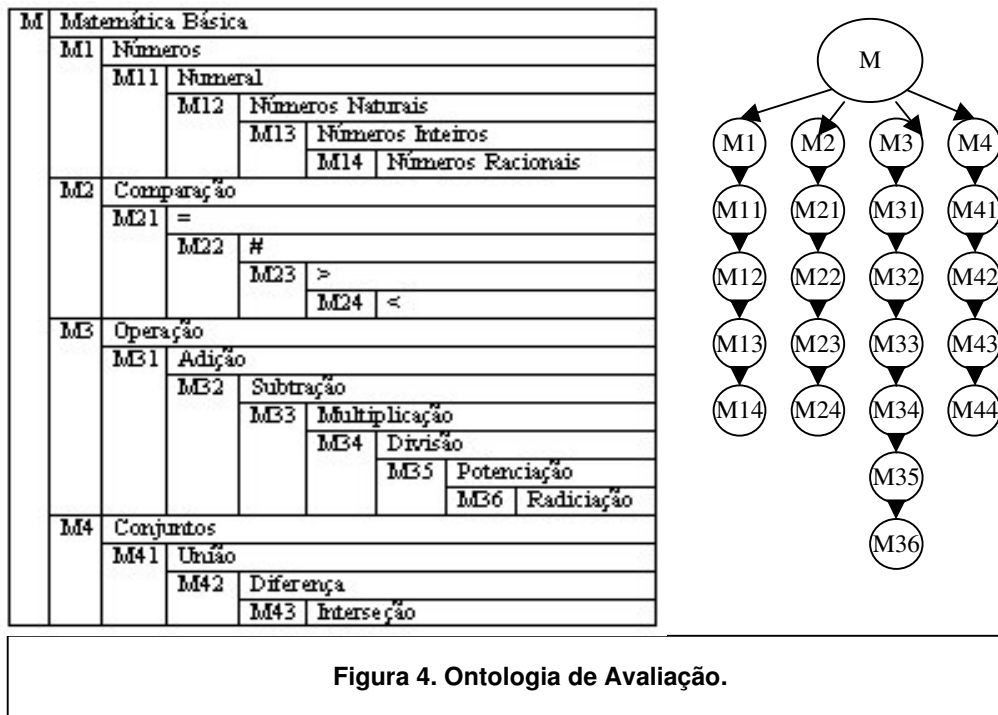 M Matemática Básica
M1 Números
M11 Numeral
M12 Números Naturais
M13 Números Inteiros
M14 Números Racionais
M2 Comparação
M21 =
M22 #
M23 >
M24 <
M3 Operação
M31 Adição
M32 Subtração
M33 Multiplicação
M34 Divisão
M35 Potenciação
M36 Radiciação
M4 Conjuntos
M41 União
M42 Diferença
M43 Interseção
M
M1 M2 M3 M4
M11 M21 M31 M41
M12 M22 M32 M42
M13 M23 M33 M43
M14 M24 M34 M44
M35
M36
Figura 4. Ontologia de Avaliação.